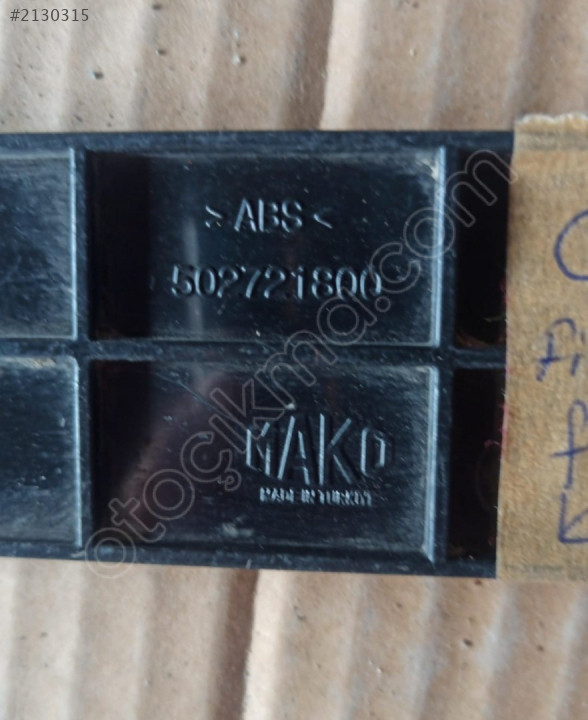 #2130315
>ABS<
502721800
MAKO
MADE IN TURKEY
otoçıkma.com